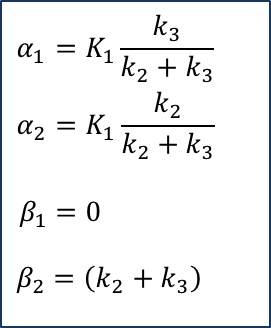 α₁ = K₁ k₃ / (k₂ + k₃)
α₂ = K₁ k₂ / (k₂ + k₃)
β₁ = 0
β₂ = (k₂ + k₃)